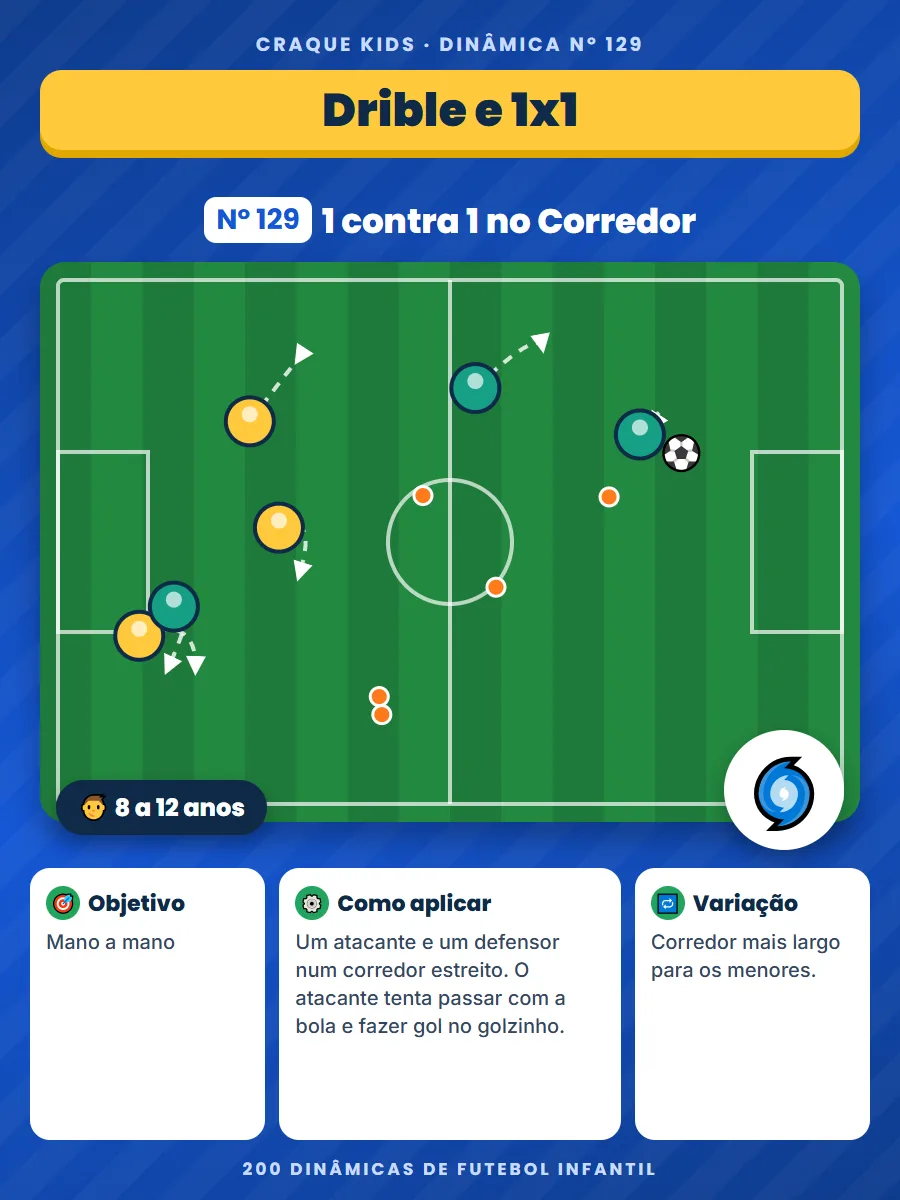 CRAQUE KIDS · DINÂMICA Nº 129
Drible e 1x1
Nº 129 1 contra 1 no Corredor
8 a 12 anos
Objetivo
Mano a mano
Como aplicar
Um atacante e um defensor
num corredor estreito. O
atacante tenta passar com a
bola e fazer gol no golzinho.
Variação
Corredor mais largo
para os menores.
200 DINÂMICAS DE FUTEBOL INFANTIL